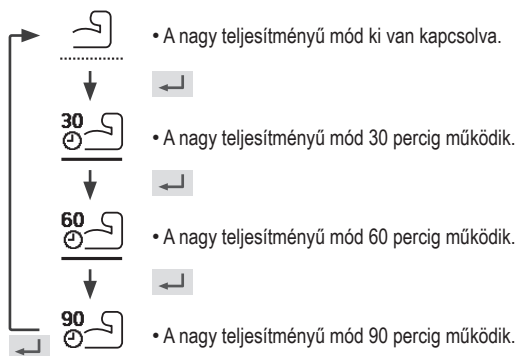 • A nagy teljesítményű mód ki van kapcsolva.
30
• A nagy teljesítményű mód 30 percig működik.
60
• A nagy teljesítményű mód 60 percig működik.
90
• A nagy teljesítményű mód 90 percig működik.